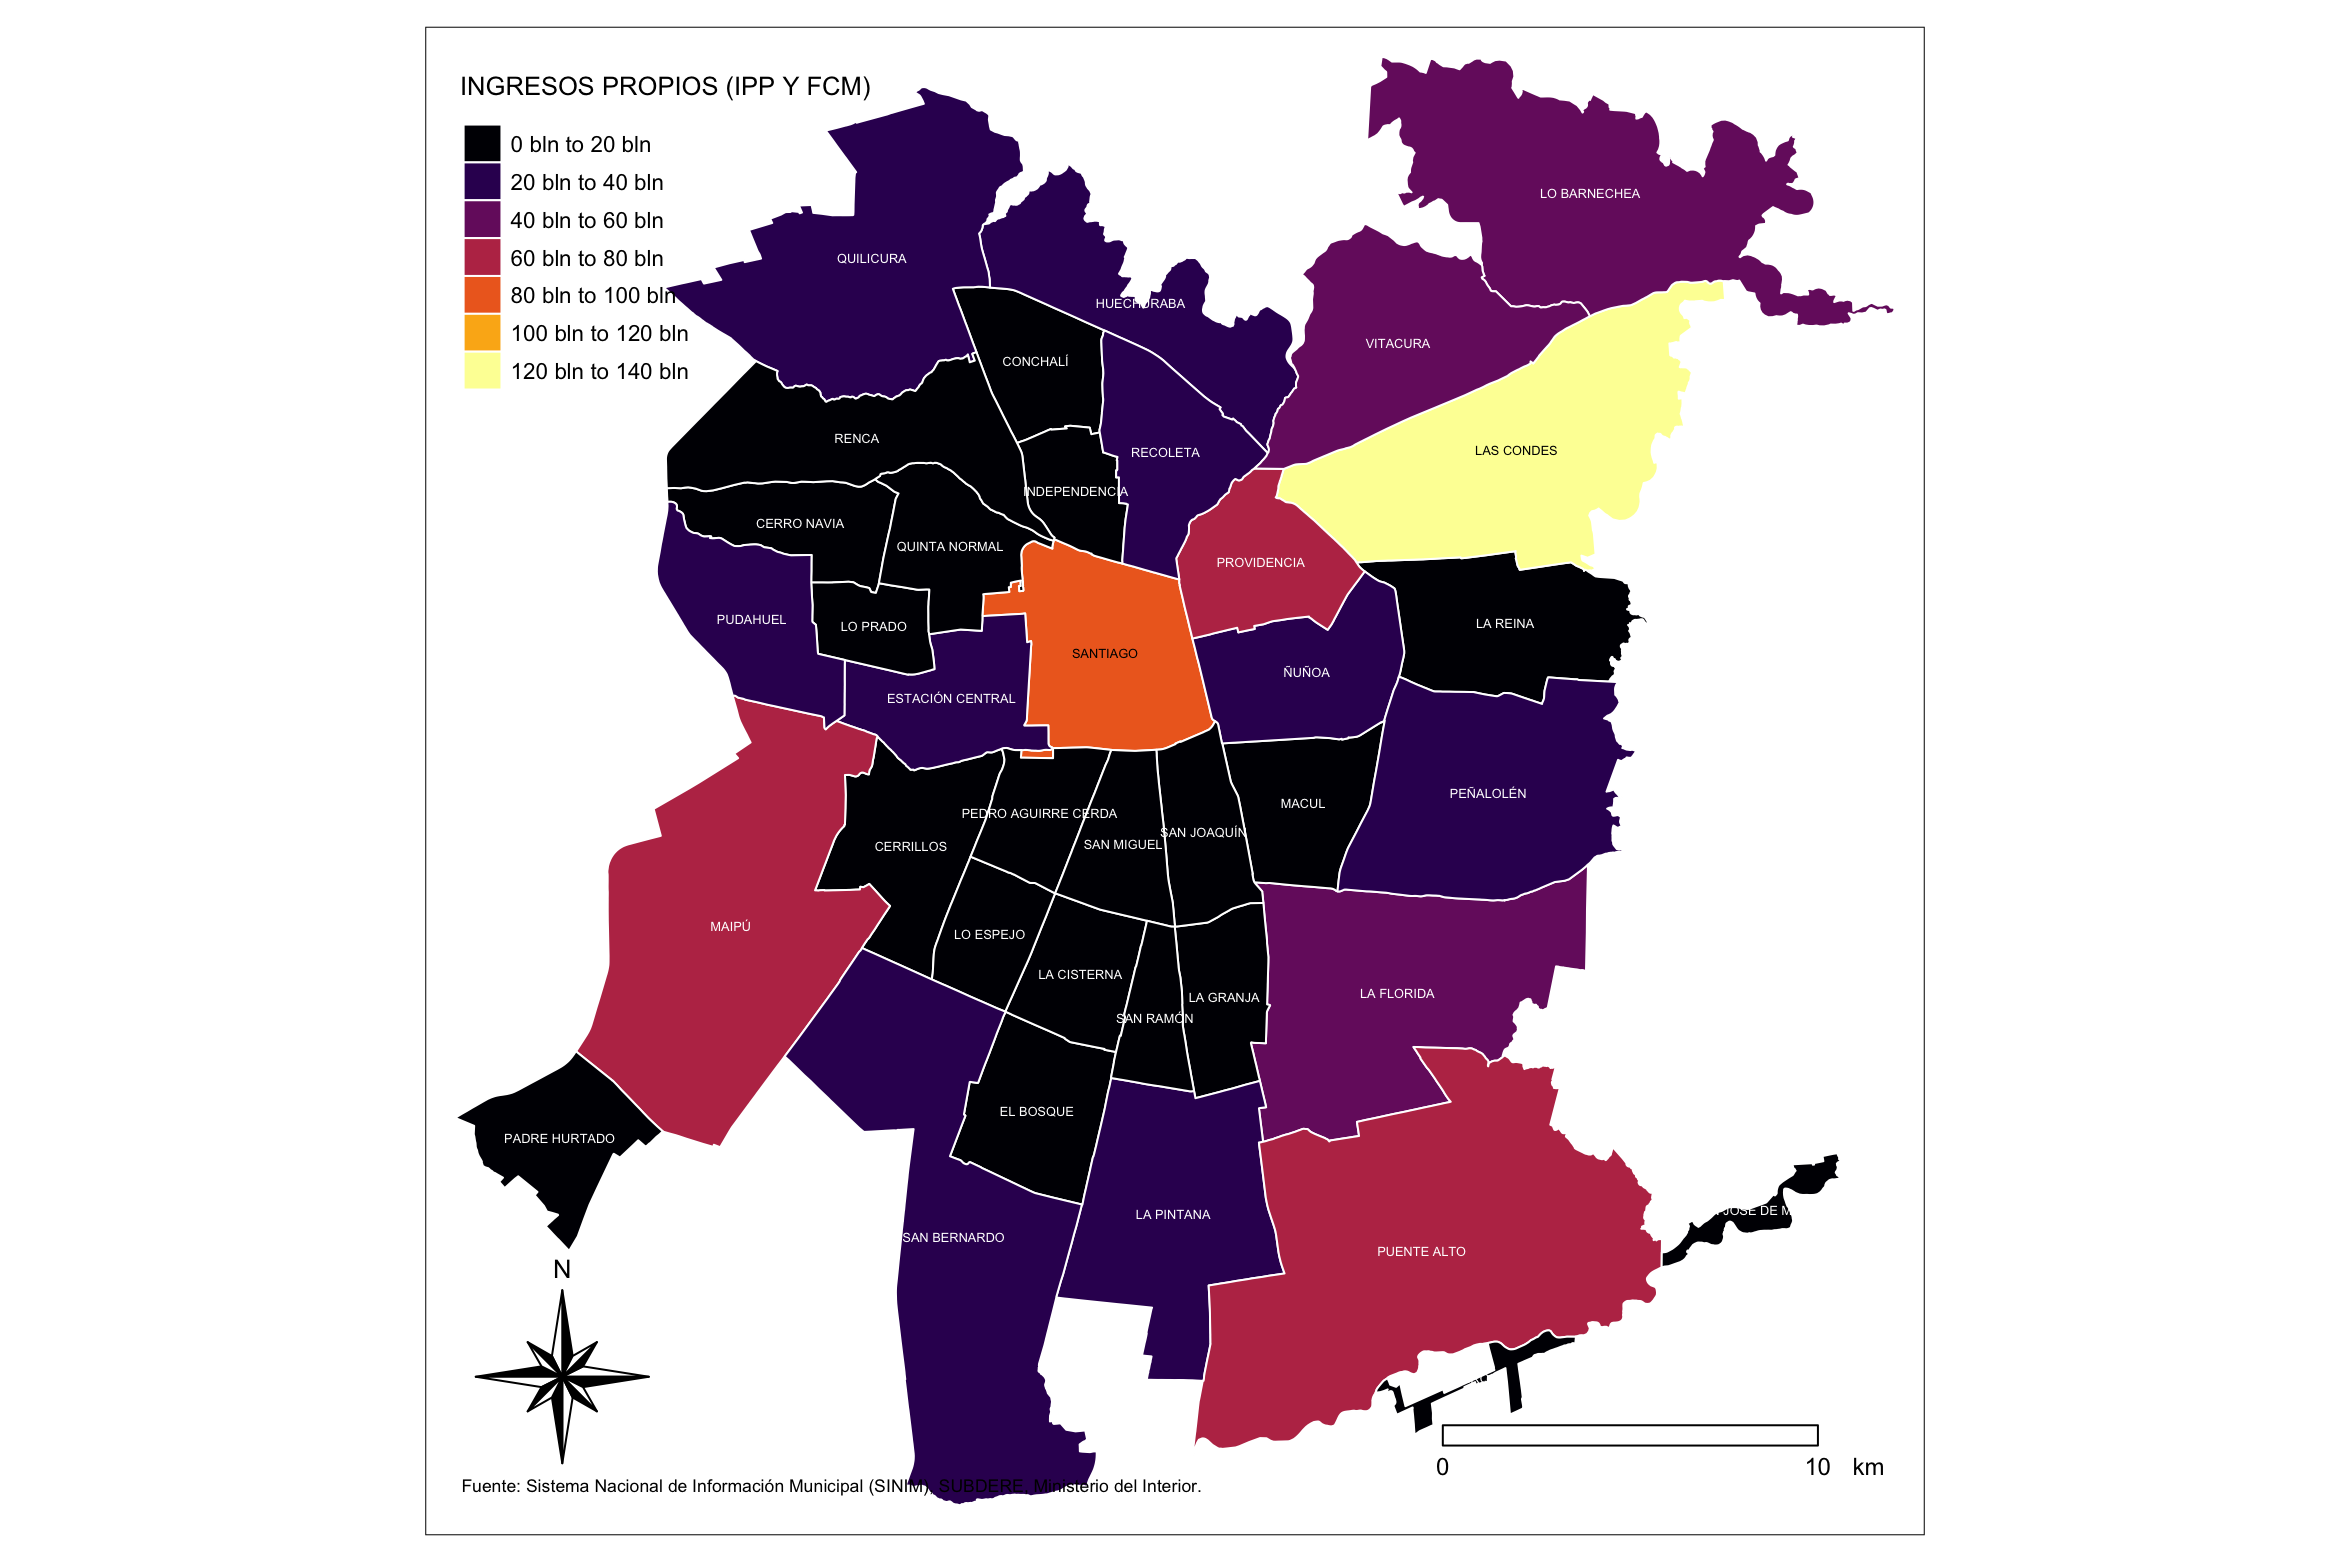 INGRESOS PROPIOS (IPP Y FCM)
0 bln to 20 bln
20 bln to 40 bln
40 bln to 60 bln
60 bln to 80 bln
80 bln to 100 bln
100 bln to 120 bln
120 bln to 140 bln
LO BARNECHEA
QUILICURA
HUECHURABA
VITACURA
CONCHALÍ
RENCA
RECOLETA
LAS CONDES
INDEPENDENCIA
CERRO NAVIA
QUINTA NORMAL
PROVIDENCIA
PUDAHUEL
LO PRADO
LA REINA
SANTIAGO
ÑUÑOA
ESTACIÓN CENTRAL
PEÑALOLÉN
MACUL
PEDRO AGUIRRE CERDA
SAN JOAQUÍN
SAN MIGUEL
CERRILLOS
MAIPÚ
LO ESPEJO
LA CISTERNA
LA FLORIDA
LA GRANJA
SAN RAMÓN
EL BOSQUE
PADRE HURTADO
JOSÉ DE M
LA PINTANA
SAN BERNARDO
PUENTE ALTO
N
0 10 km
Fuente: Sistema Nacional de Información Municipal (SINIM), SUBDERE, Ministerio del Interior.